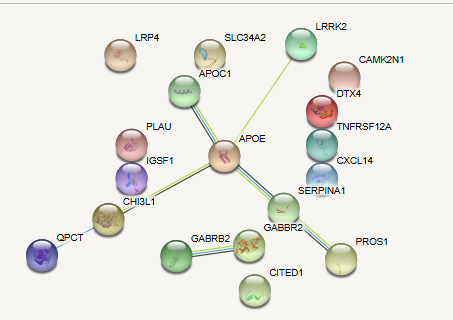 LRP4
SLC34A2
LRRK2
CAMK2N1
APOC1
DTX4
TNFRSF12A
PLAU
APOE
IGSF1
CXCL14
SERPINA1
CHI3L1
GABBR2
QPCT
GABRB2
PROS1
CITED1